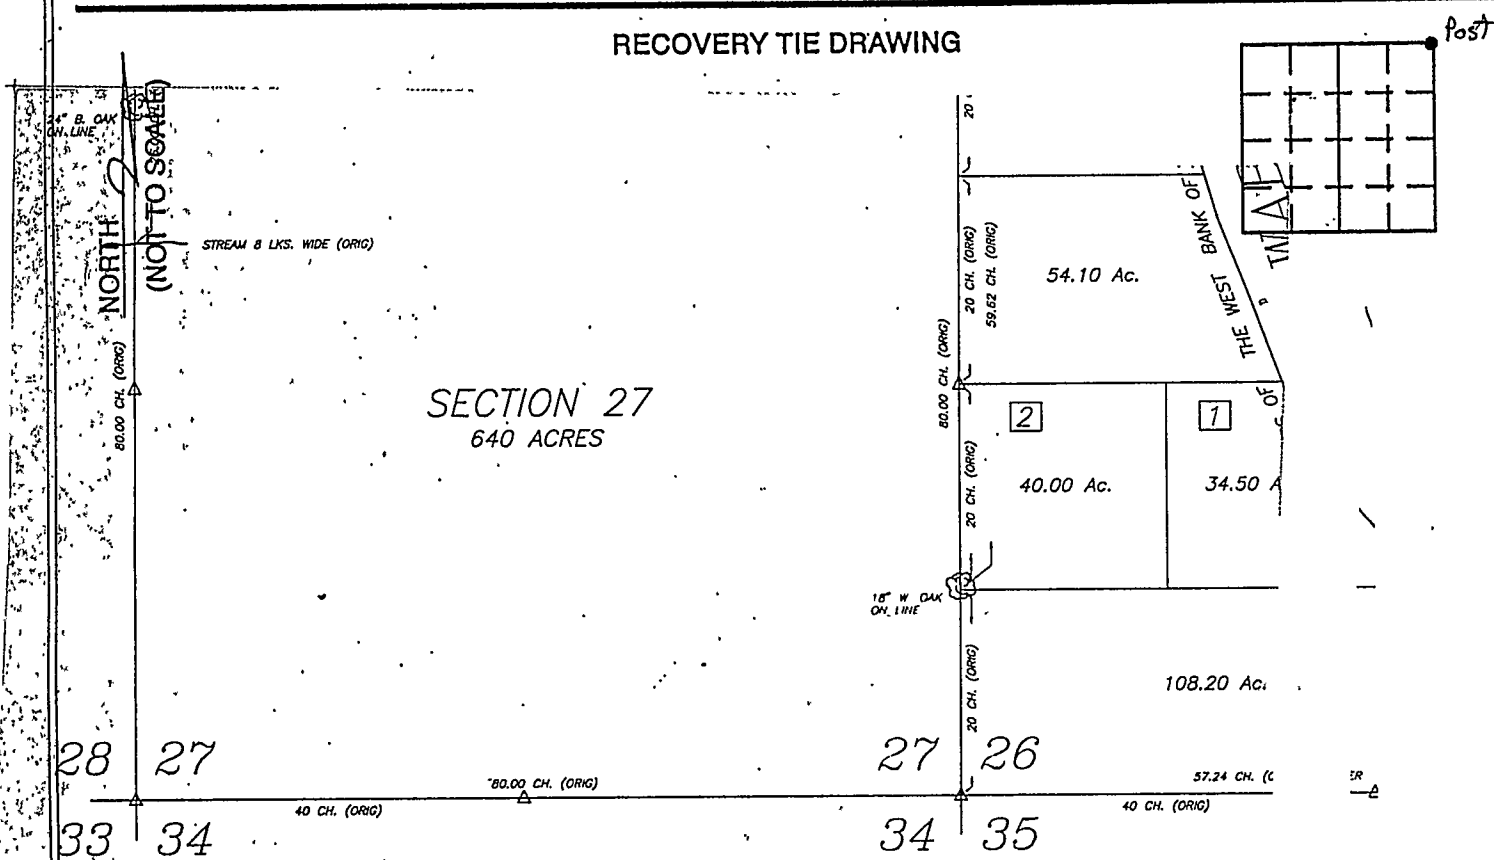 RECOVERY TIE DRAWING
Post
24" B. OAK
ON LINE
NORTH
(NOT TO SCALE)
STREAM 8 LKS. WIDE (ORIG)
80.00 CH. (ORIG)
SECTION 27
640 ACRES
20
20 CH. (ORIG)
59.62 CH. (ORIG)
80.00 CH. (ORIG)
54.10 Ac.
THE WEST BANK OF
OF
2
1
40.00 Ac.
34.50 A
20 CH. (ORIG)
18" W OAK
ON LINE
20 CH. (ORIG)
108.20 Ac.
28 27
27 26
80.00 CH. (ORIG)
57.24 CH. (
ER
40 CH. (ORIG)
40 CH. (ORIG)
33 34
34 35